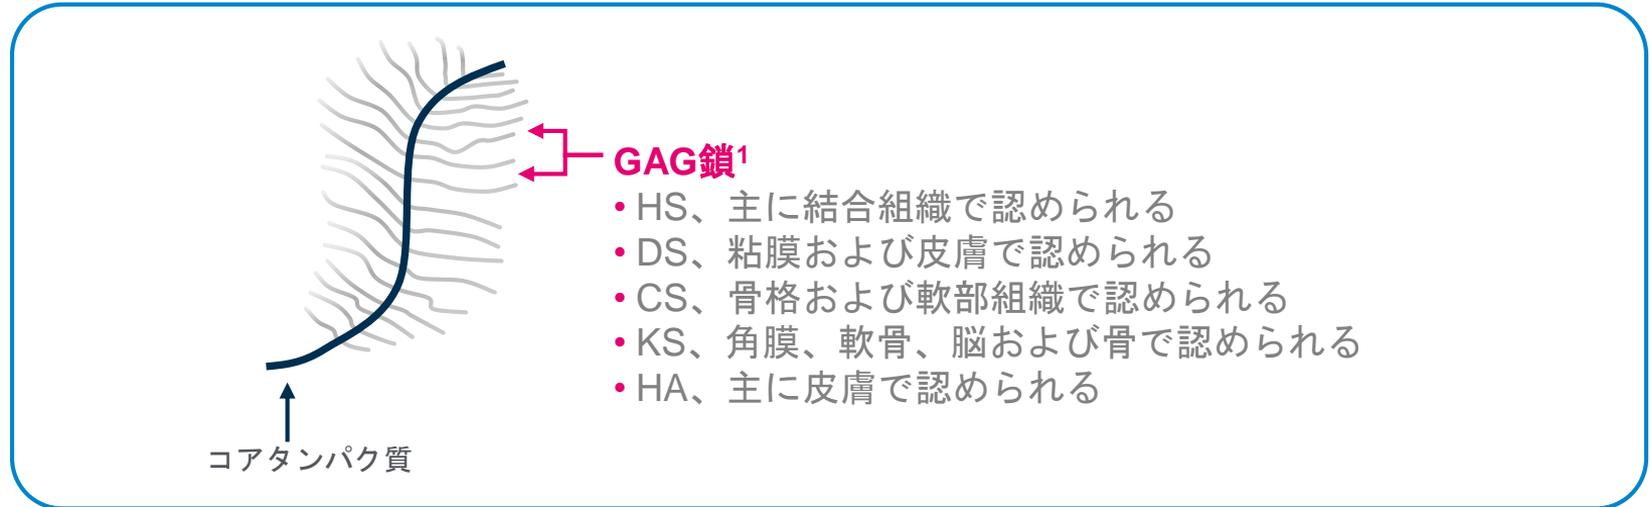 GAG鎖1
• HS、主に結合組織で認められる
• DS、粘膜および皮膚で認められる
• CS、骨格および軟部組織で認められる
• KS、角膜、軟骨、脳および骨で認められる
• HA、主に皮膚で認められる
コアタンパク質